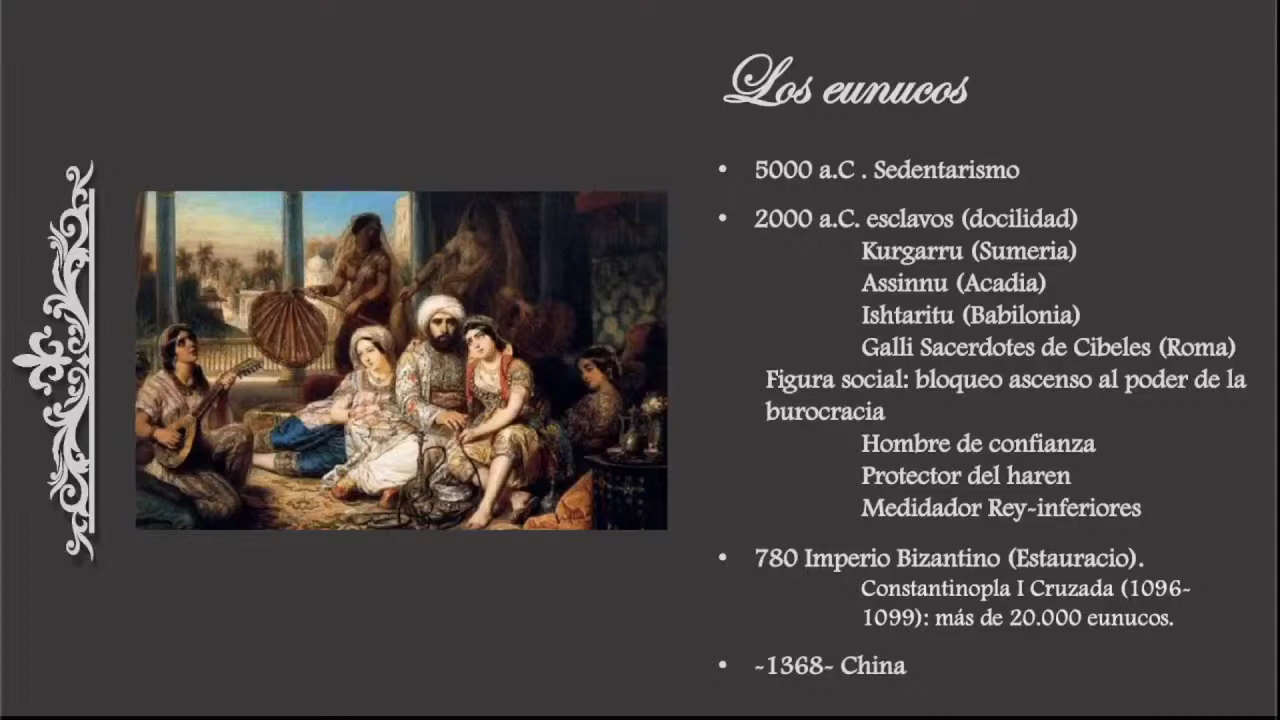 Los eunucos
• 5000 a.C . Sedentarismo
• 2000 a.C. esclavos (docilidad)
Kurgarru (Sumeria)
Assinnu (Acadia)
Ishtaritu (Babilonia)
Galli Sacerdotes de Cibeles (Roma)
Figura social: bloqueo ascenso al poder de la
burocracia
Hombre de confianza
Protector del haren
Medidador Rey-inferiores
• 780 Imperio Bizantino (Estauracio).
Constantinopla I Cruzada (1096-
1099): más de 20.000 eunucos.
• -1368- China